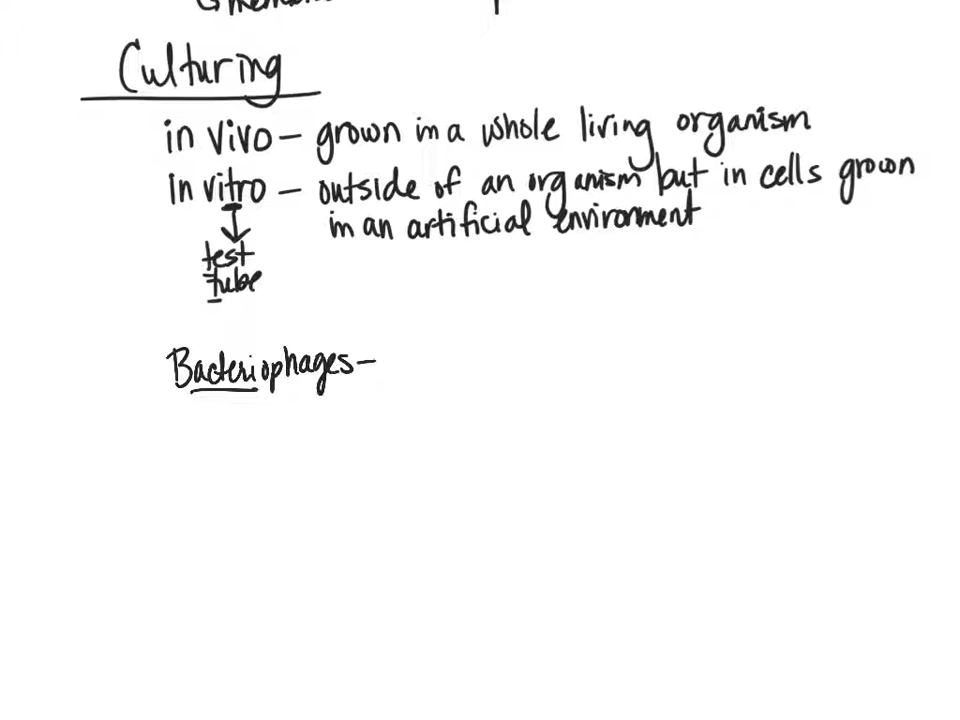 Culturing
in vivo – grown in a whole living organism
In vitro – outside of an organism but in cells grown
in an artificial environment
test
tube
Bacteriophages –